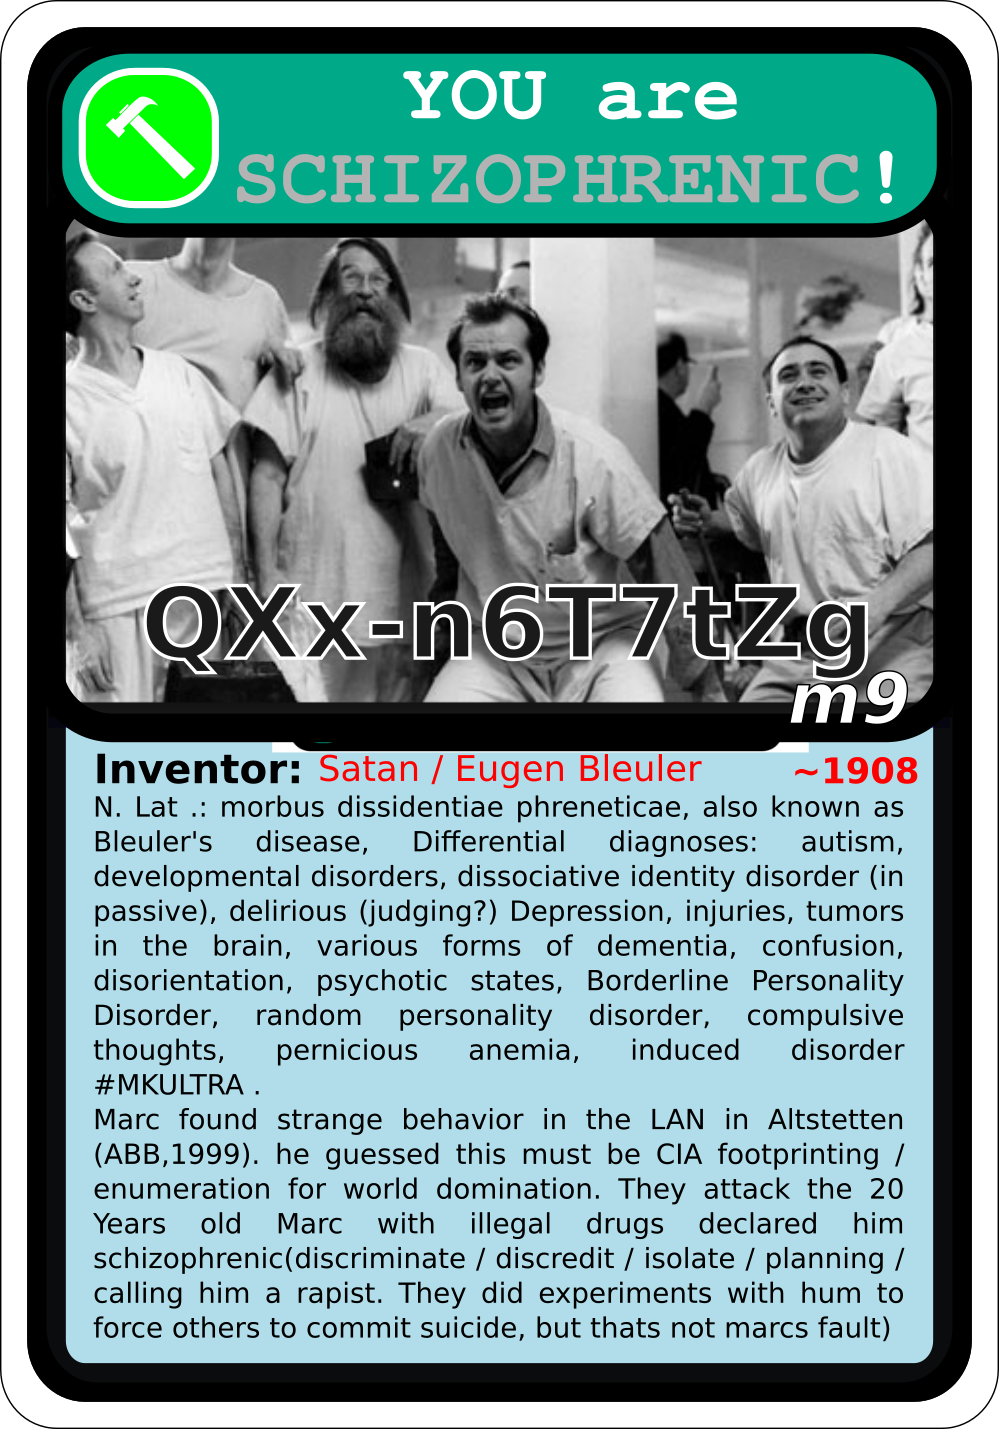 YOU are
SCHIZOPHRENIC!
QXx-n6T7tZg
m9
Inventor: Satan / Eugen Bleuler ~1908
N. Lat .: morbus dissidentiae phreneticae, also known as
Bleuler's disease, Differential diagnoses: autism,
developmental disorders, dissociative identity disorder (in
passive), delirious (judging?) Depression, injuries, tumors
in the brain, various forms of dementia, confusion,
disorientation, psychotic states, Borderline Personality
Disorder, random personality disorder, compulsive
thoughts, pernicious anemia, induced disorder
#MKULTRA .
Marc found strange behavior in the LAN in Altstetten
(ABB,1999). he guessed this must be CIA footprinting /
enumeration for world domination. They attack the 20
Years old Marc with illegal drugs declared him
schizophrenic(discriminate / discredit / isolate / planning /
calling him a rapist. They did experiments with hum to
force others to commit suicide, but thats not marcs fault)